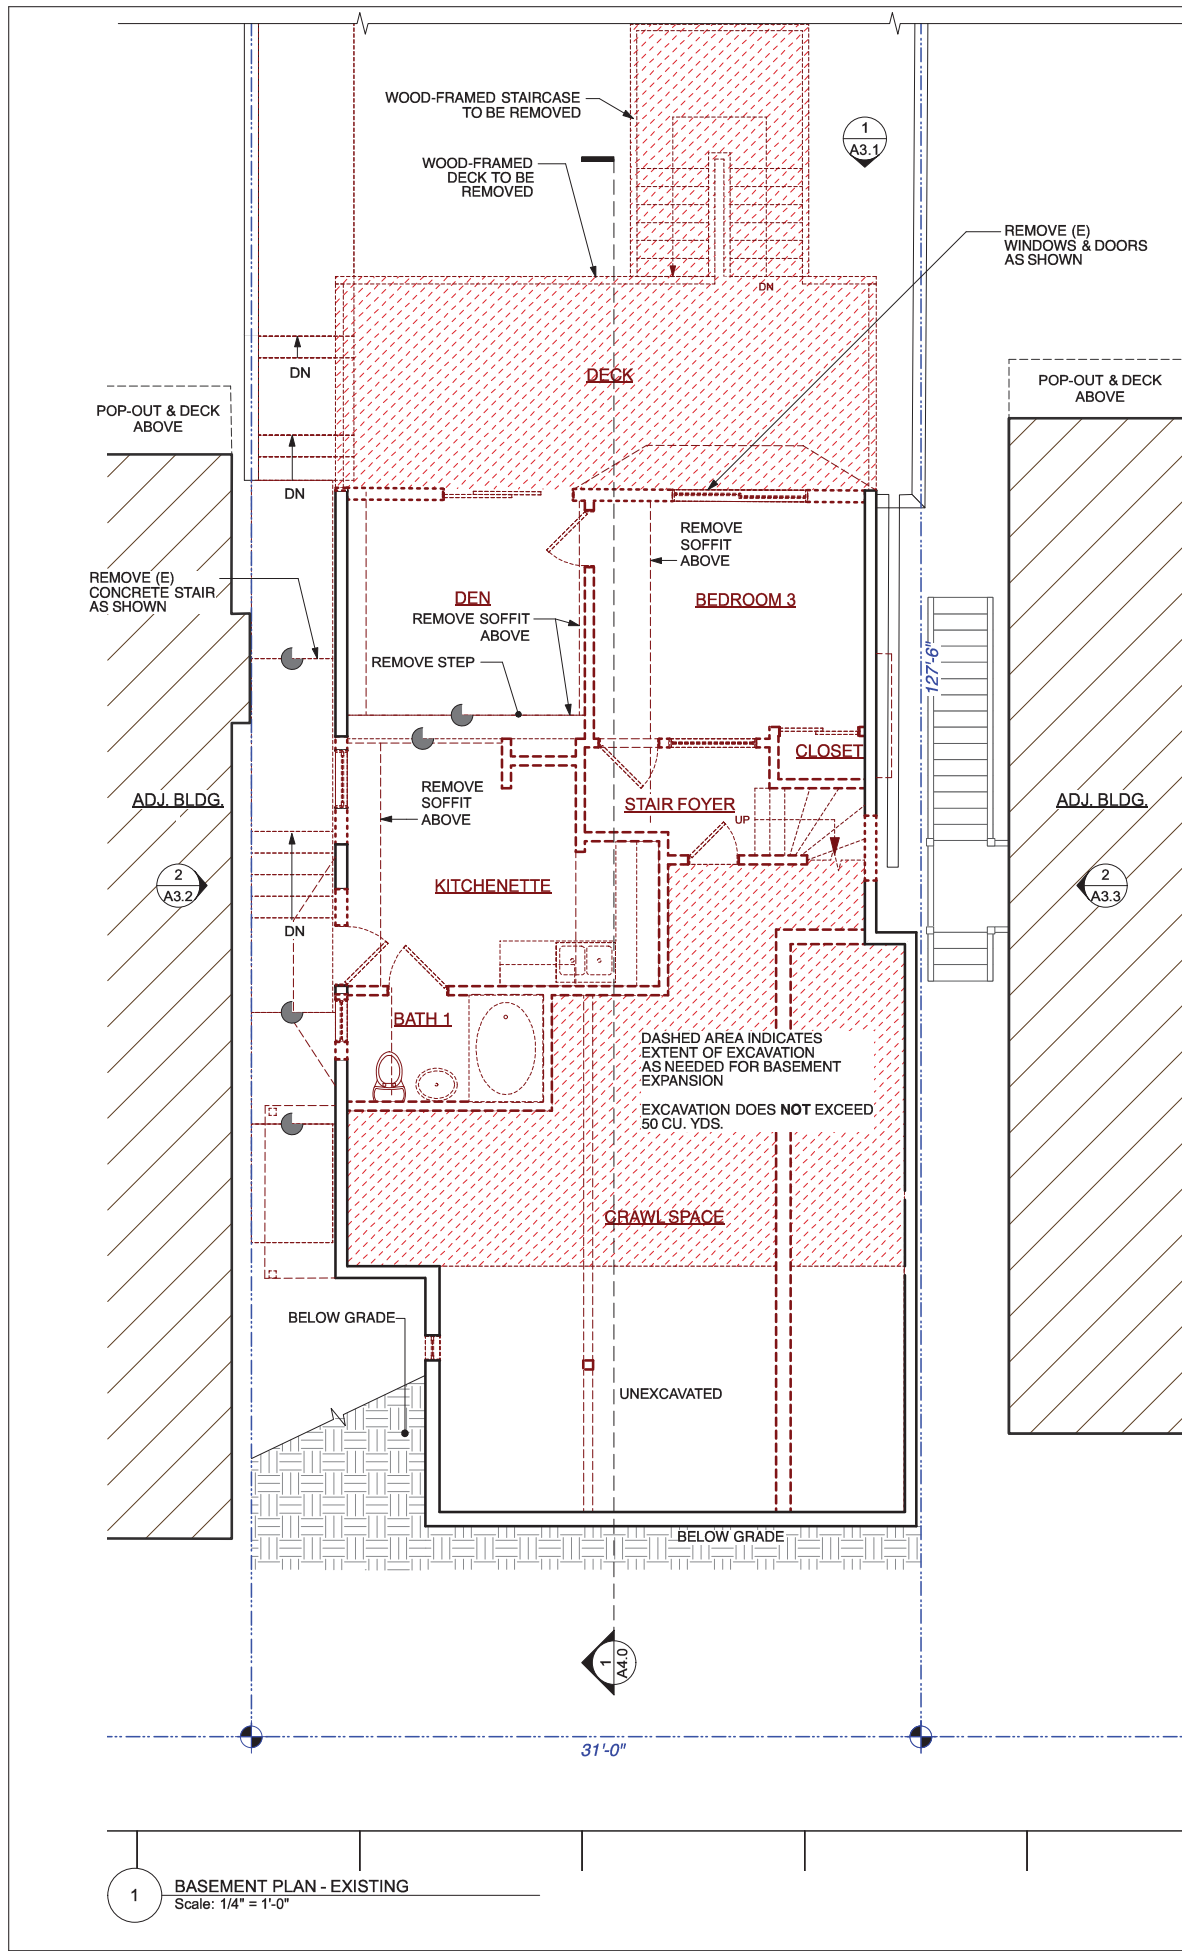 WOOD-FRAMED STAIRCASE
TO BE REMOVED
1
A3.1
WOOD-FRAMED
DECK TO BE
REMOVED
REMOVE (E)
WINDOWS & DOORS
AS SHOWN
DN
DN
DECK
POP-OUT & DECK
ABOVE
POP-OUT & DECK
ABOVE
DN
REMOVE
SOFFIT
ABOVE
REMOVE (E)
CONCRETE STAIR
AS SHOWN
DEN
BEDROOM 3
REMOVE SOFFIT
ABOVE
REMOVE STEP
127'-6"
CLOSET
REMOVE
SOFFIT
ABOVE
STAIR FOYER
UP
ADJ. BLDG.
ADJ. BLDG.
2
A3.2
KITCHENETTE
2
A3.3
DN
BATH 1
DASHED AREA INDICATES
EXTENT OF EXCAVATION
AS NEEDED FOR BASEMENT
EXPANSION
EXCAVATION DOES NOT EXCEED
50 CU. YDS.
CRAWL SPACE
BELOW GRADE
UNEXCAVATED
BELOW GRADE
1
A4.0
31'-0"
1
BASEMENT PLAN - EXISTING
Scale: 1/4" = 1'-0"